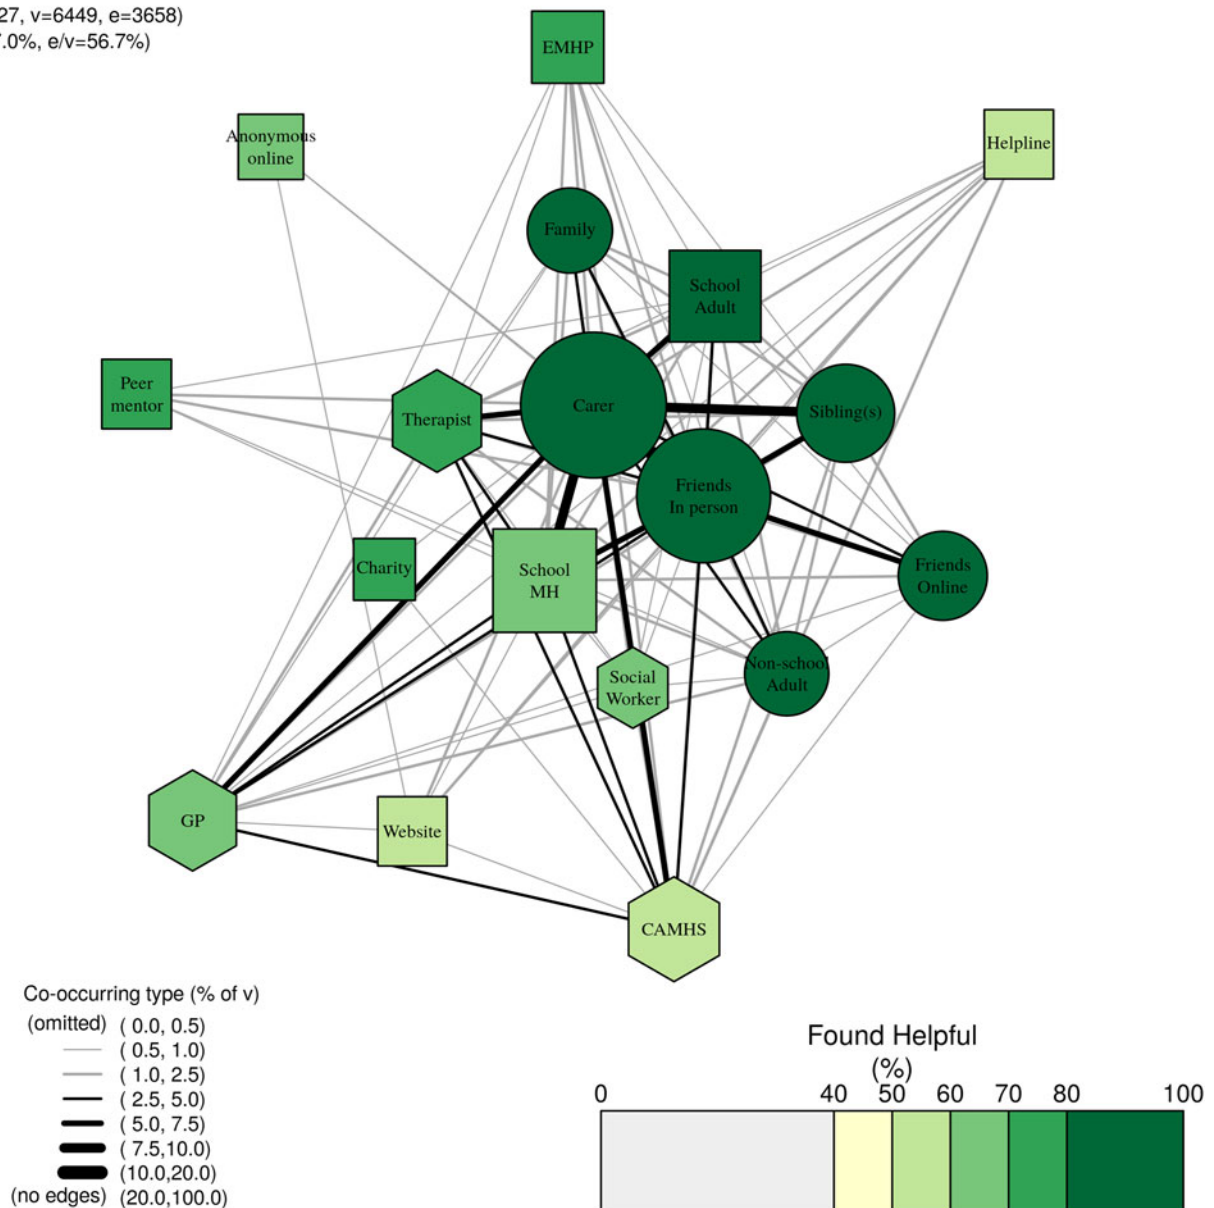 27, v=6449, e=3658)
.0%, e/v=56.7%)
EMHP
Anonymous
online
Helpline
Family
School
Adult
Peer
mentor
Therapist
Carer
Sibling(s)
Friends
In person
Charity
School
MH
Friends
Online
Social
Worker
Non-school
Adult
GP
Website
CAMHS
Co-occurring type (% of v)
(omitted) ( 0.0, 0.5)
( 0.5, 1.0)
( 1.0, 2.5)
( 2.5, 5.0)
( 5.0, 7.5)
( 7.5,10.0)
(10.0,20.0)
(no edges) (20.0,100.0)
Found Helpful
(%)
0 40 50 60 70 80 100